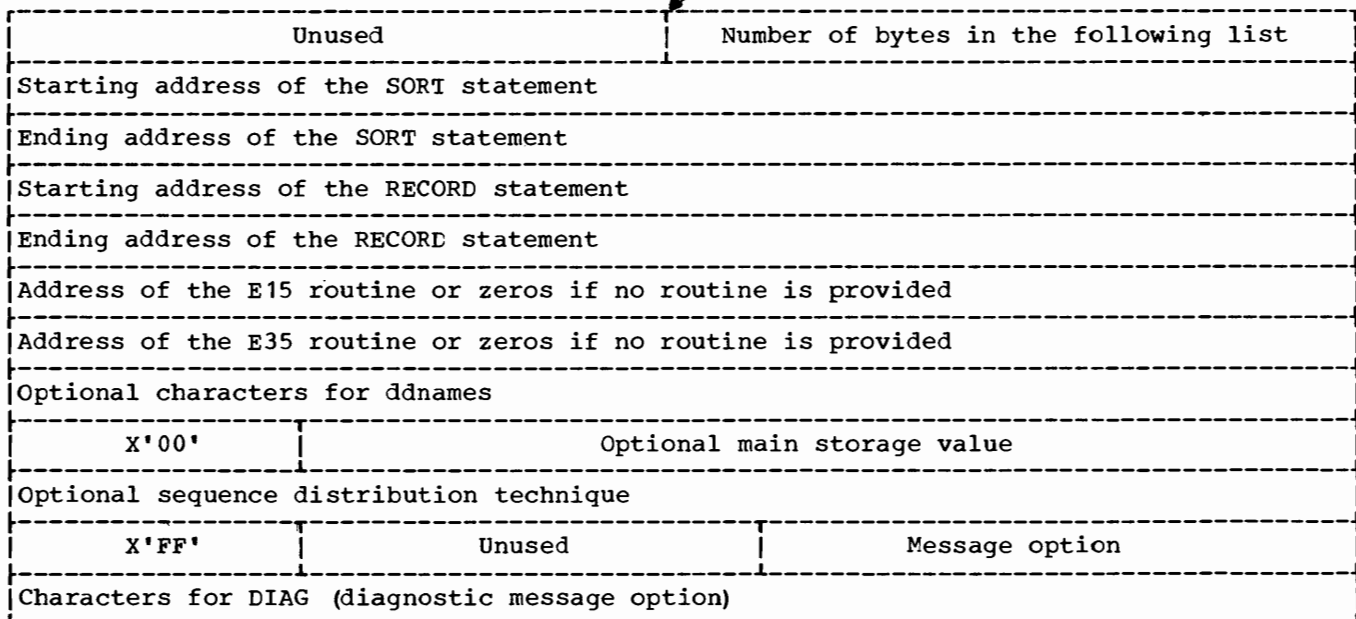 Unused Number of bytes in the following list
Starting address of the SORT statement
Ending address of the SORT statement
Starting address of the RECORD statement
Ending address of the RECORD statement
Address of the E15 routine or zeros if no routine is provided
Address of the E35 routine or zeros if no routine is provided
Optional characters for ddnames
X'00' Optional main storage value
Optional sequence distribution technique
X'FF' Unused Message option
Characters for DIAG (diagnostic message option)